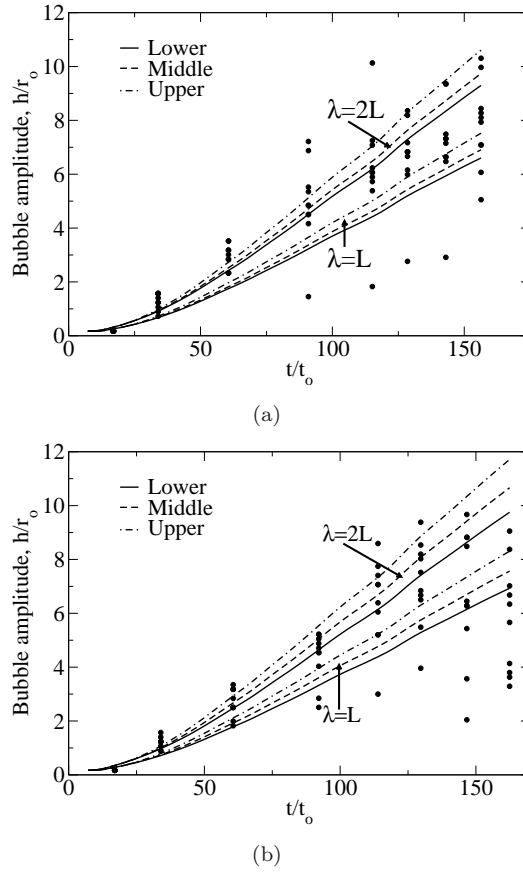 12
10
8
6
4
2
0
Bubble amplitude, h/r_o
Lower
Middle
Upper
λ=2L
λ=L
0
50
100
150
t/t_o
(a)
12
10
8
6
4
2
0
Bubble amplitude, h/r_o
Lower
Middle
Upper
λ=2L
λ=L
0
50
100
150
t/t_o
(b)